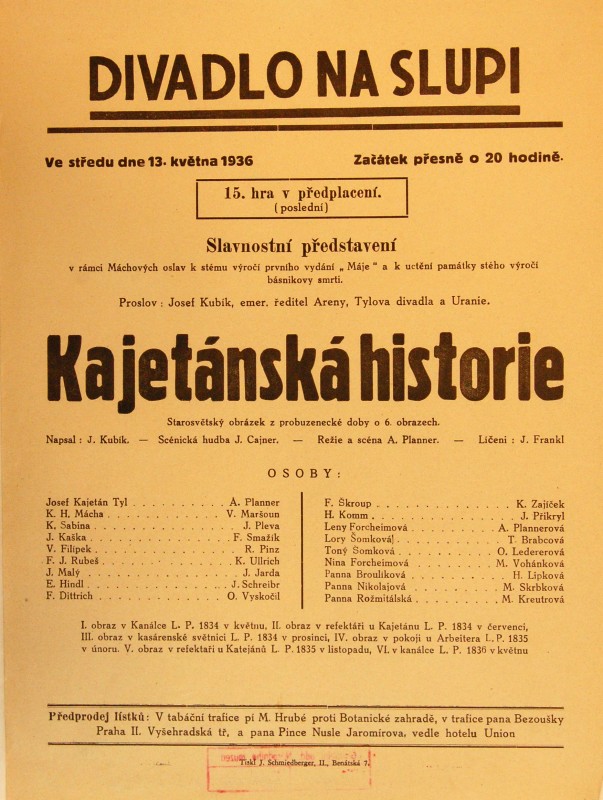 DIVADLO NA SLUPI
Ve středu dne 13. května 1936 Začátek přesně o 20 hodině.
15. hra v předplacení.
(poslední)
Slavnostní představení
v rámci Máchových oslav k stému výročí prvního vydání „ Máje " a k uctění památky stého výročí
básnikovy smrti.
Proslov : Josef Kubík, emer. ředitel Areny, Tylova divadla a Uranie.
Kajetánská historie
Starosvětský obrázek z probuzenecké doby o 6. obrazech.
Napsal : J. Kubík. — Scénická hudba J. Cajner. — Režie a scéna A. Planner. — Líčeni : J. Frankl
OSOBY:
Josef Kajetán Tyl . . . . . . . . . . A. Planner
K. H. Mácha . . . . . . . . . . V. Maršoun
K. Sabina . . . . . . . . . . J. Pleva
J. Kaška . . . . . . . . . . F. Smažík
V. Filípek . . . . . . . . . . R. Pinz
F. J. Rubeš . . . . . . . . . . K. Ullrich
J. Malý . . . . . . . . . . J. Jarda
E. Hindl . . . . . . . . . . J. Schreibr
F. Dittrich . . . . . . . . . . O. Vyskočil
F. Škroup . . . . . . . . . . K. Zajíček
H. Komm . . . . . . . . . . J. Přikryl
Leny Forcheimová . . . . . . . . . . A. Plannerová
Lory Šomková . . . . . . . . . . T. Brabcová
Toný Šomková . . . . . . . . . . O. Ledererová
Nina Forcheimová . . . . . . . . . . M. Vohánková
Panna Brouliková . . . . . . . . . . H. Lipková
Panna Nikolajová . . . . . . . . . . M. Skrbková
Panna Rožmitálská . . . . . . . . . . M. Kreutrová
I. obraz v Kanálce L. P. 1834 v květnu, II. obraz v refektaři u Kajetánu L. P. 1834 v červenci,
III. obraz v kasárenské světnici L. P. 1834 v prosinci, IV. obraz v pokoji u Arbeitera L. P. 1835
v únoru. V. obraz v refektaři u Katejánů L. P. 1835 v listopadu, VI. v kanálce L. P. 1836 v květnu
Předprodej lístků: V tabáční trafice pí M. Hrubé proti Botanické zahradě, v trafice pana Bezoušky
Praha II. Vyšehradská tř, a pana Pince Nusle Jaromírova, vedle hotelu Union
Tiskl J. Schmiedberger, II., Benátská 7.